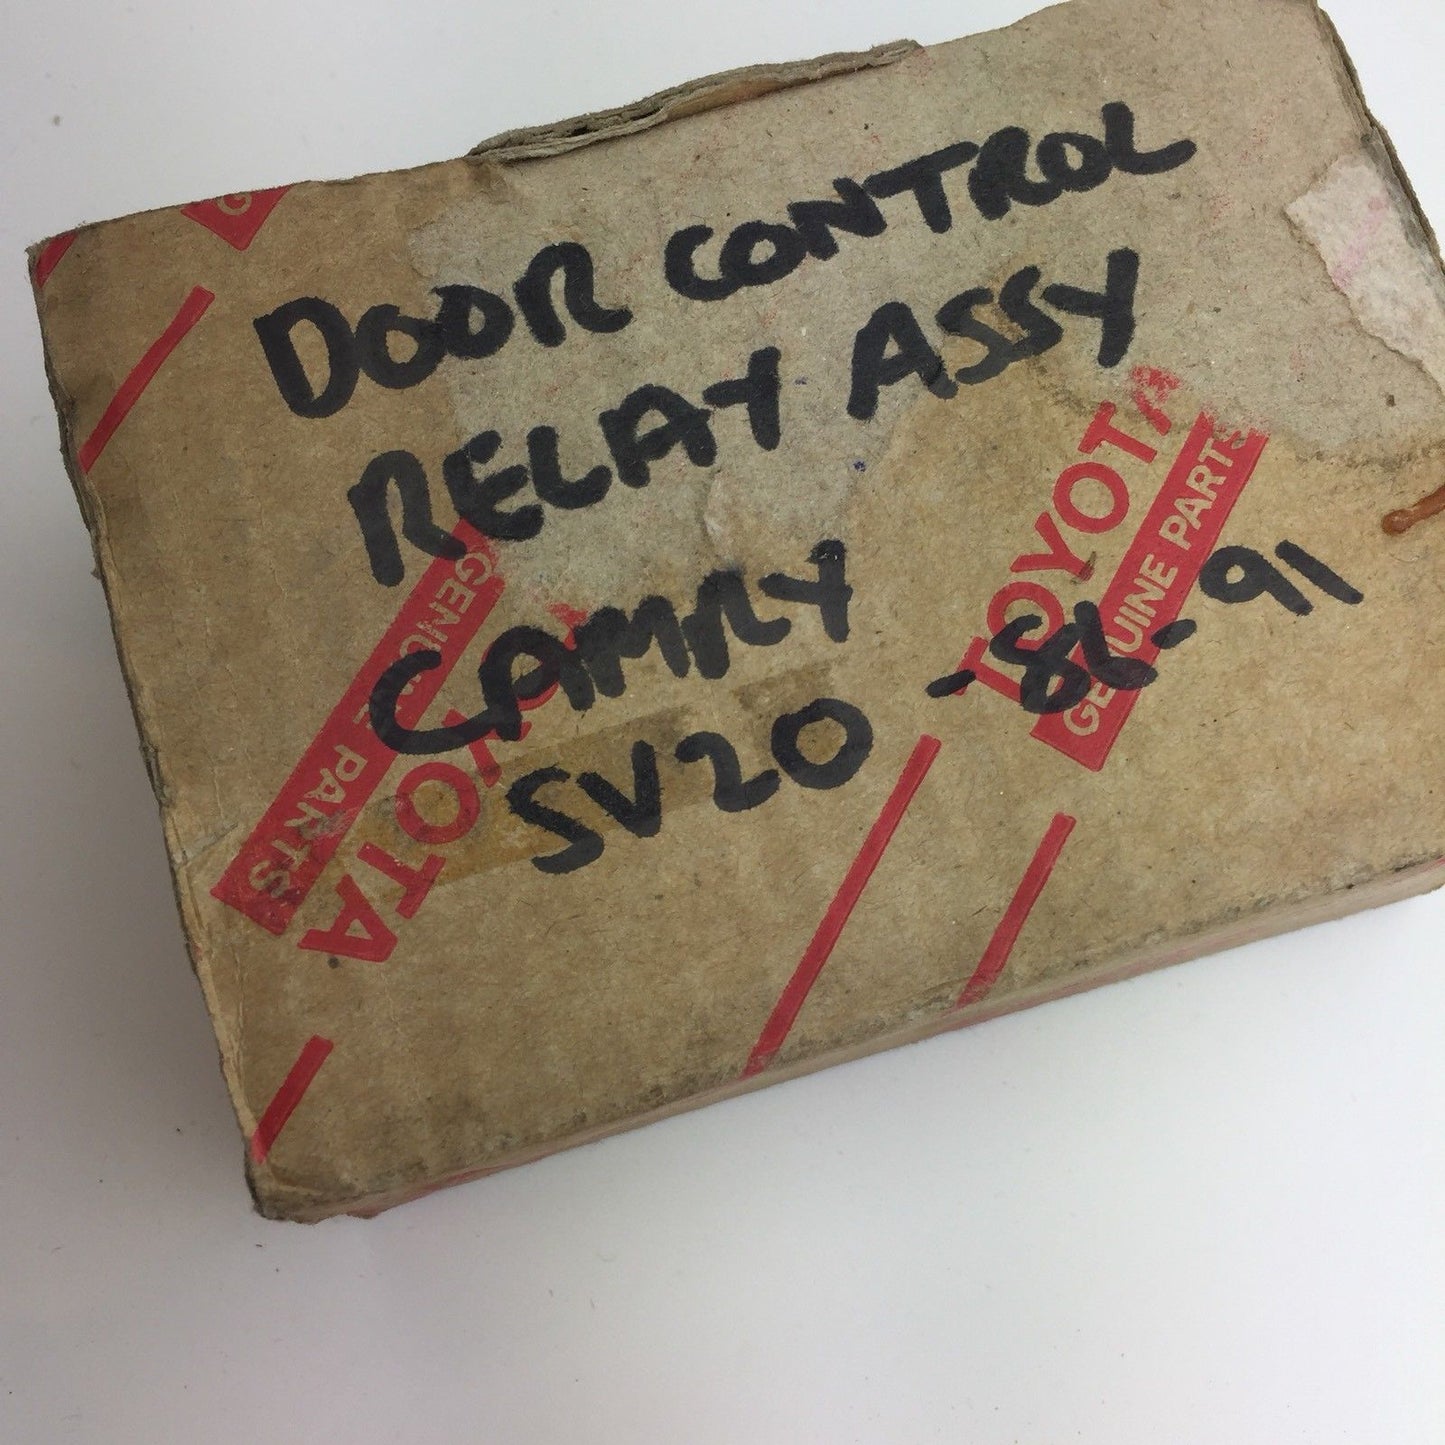 DOOR CONTROL
RELAY ASSY
CAMRY
SV20 -86-91
TOYOTA
GENUINE PARTS
GENUINE PARTS
TOYOTA